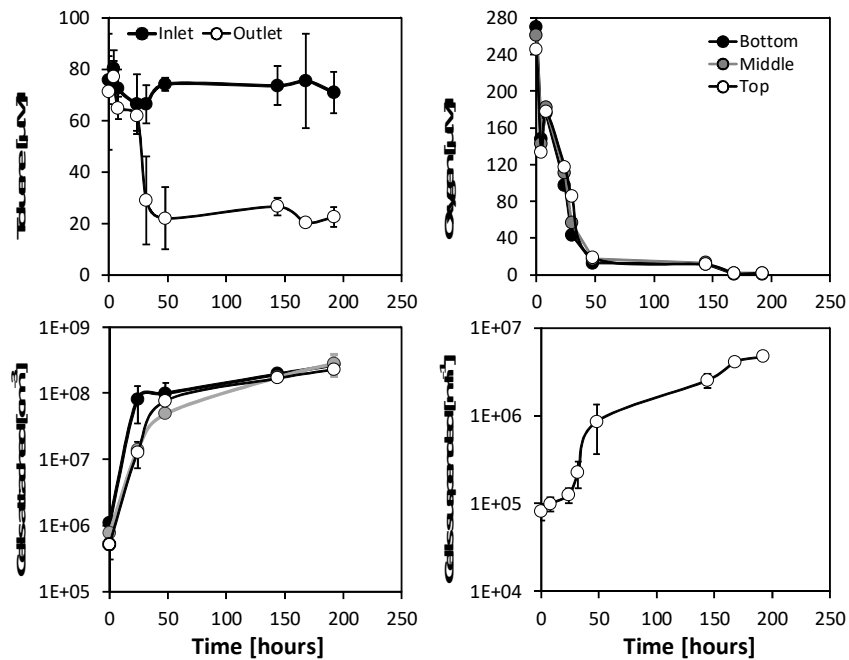 Inlet
Outlet
100
80
60
40
20
0
0 50 100 150 200 250
Bottom
Middle
Top
280
240
200
160
120
80
40
0
0 50 100 150 200 250
1E+09
1E+08
1E+07
1E+06
1E+05
0 50 100 150 200 250
Time [hours]
1E+07
1E+06
1E+05
1E+04
0 50 100 150 200 250
Time [hours]